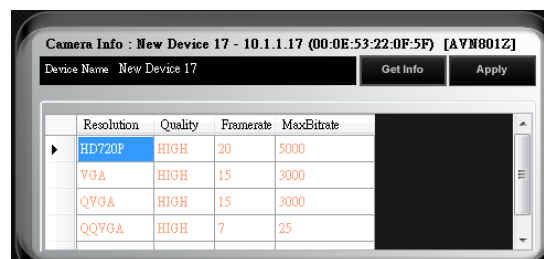 Camera Info : New Device 17 - 10.1.1.17 (00:0E:53:22:0F:5F) [AVN801Z]
Device Name New Device 17 Get Info Apply
Resolution Quality Framerate MaxBitrate
HD720P HIGH 20 5000
VGA HIGH 15 3000
QVGA HIGH 15 3000
QQVGA HIGH 7 25